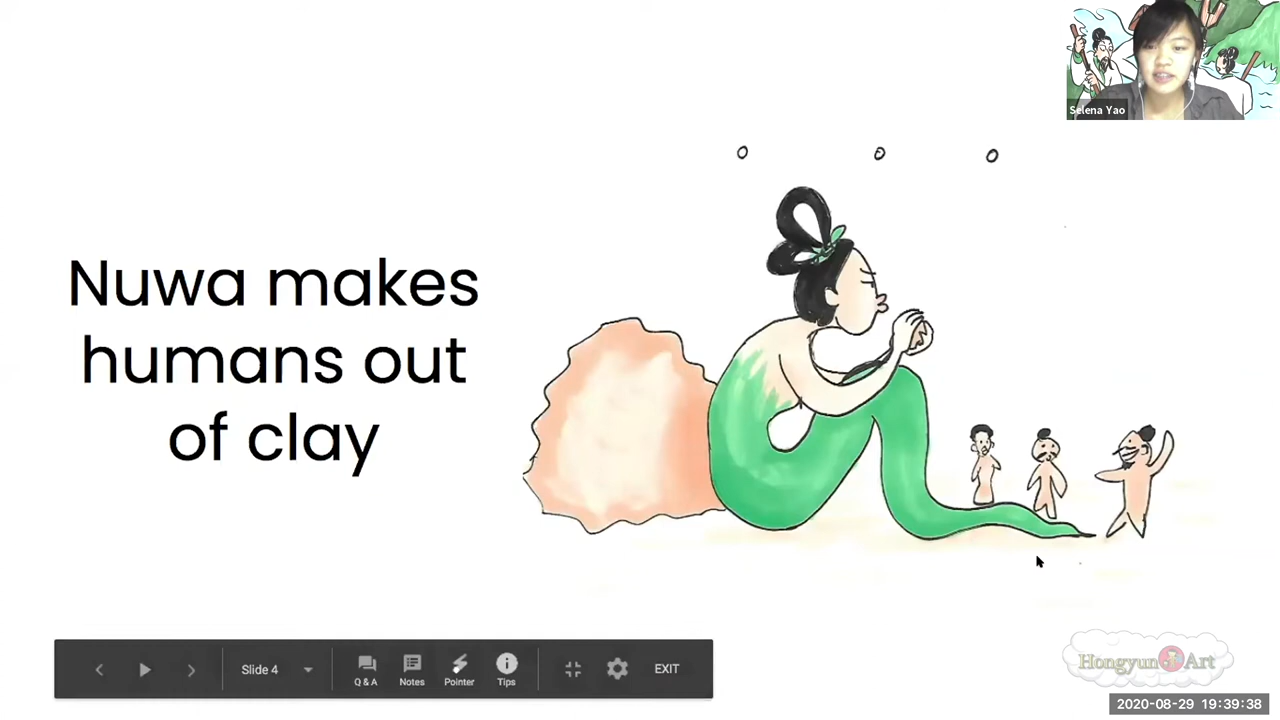 Selena Yao
Nuwa makes
humans out
of clay
Slide 4
Q & A
Notes
Pointer
Tips
EXIT
Hongyun Art
2020-08-29 19:39:38